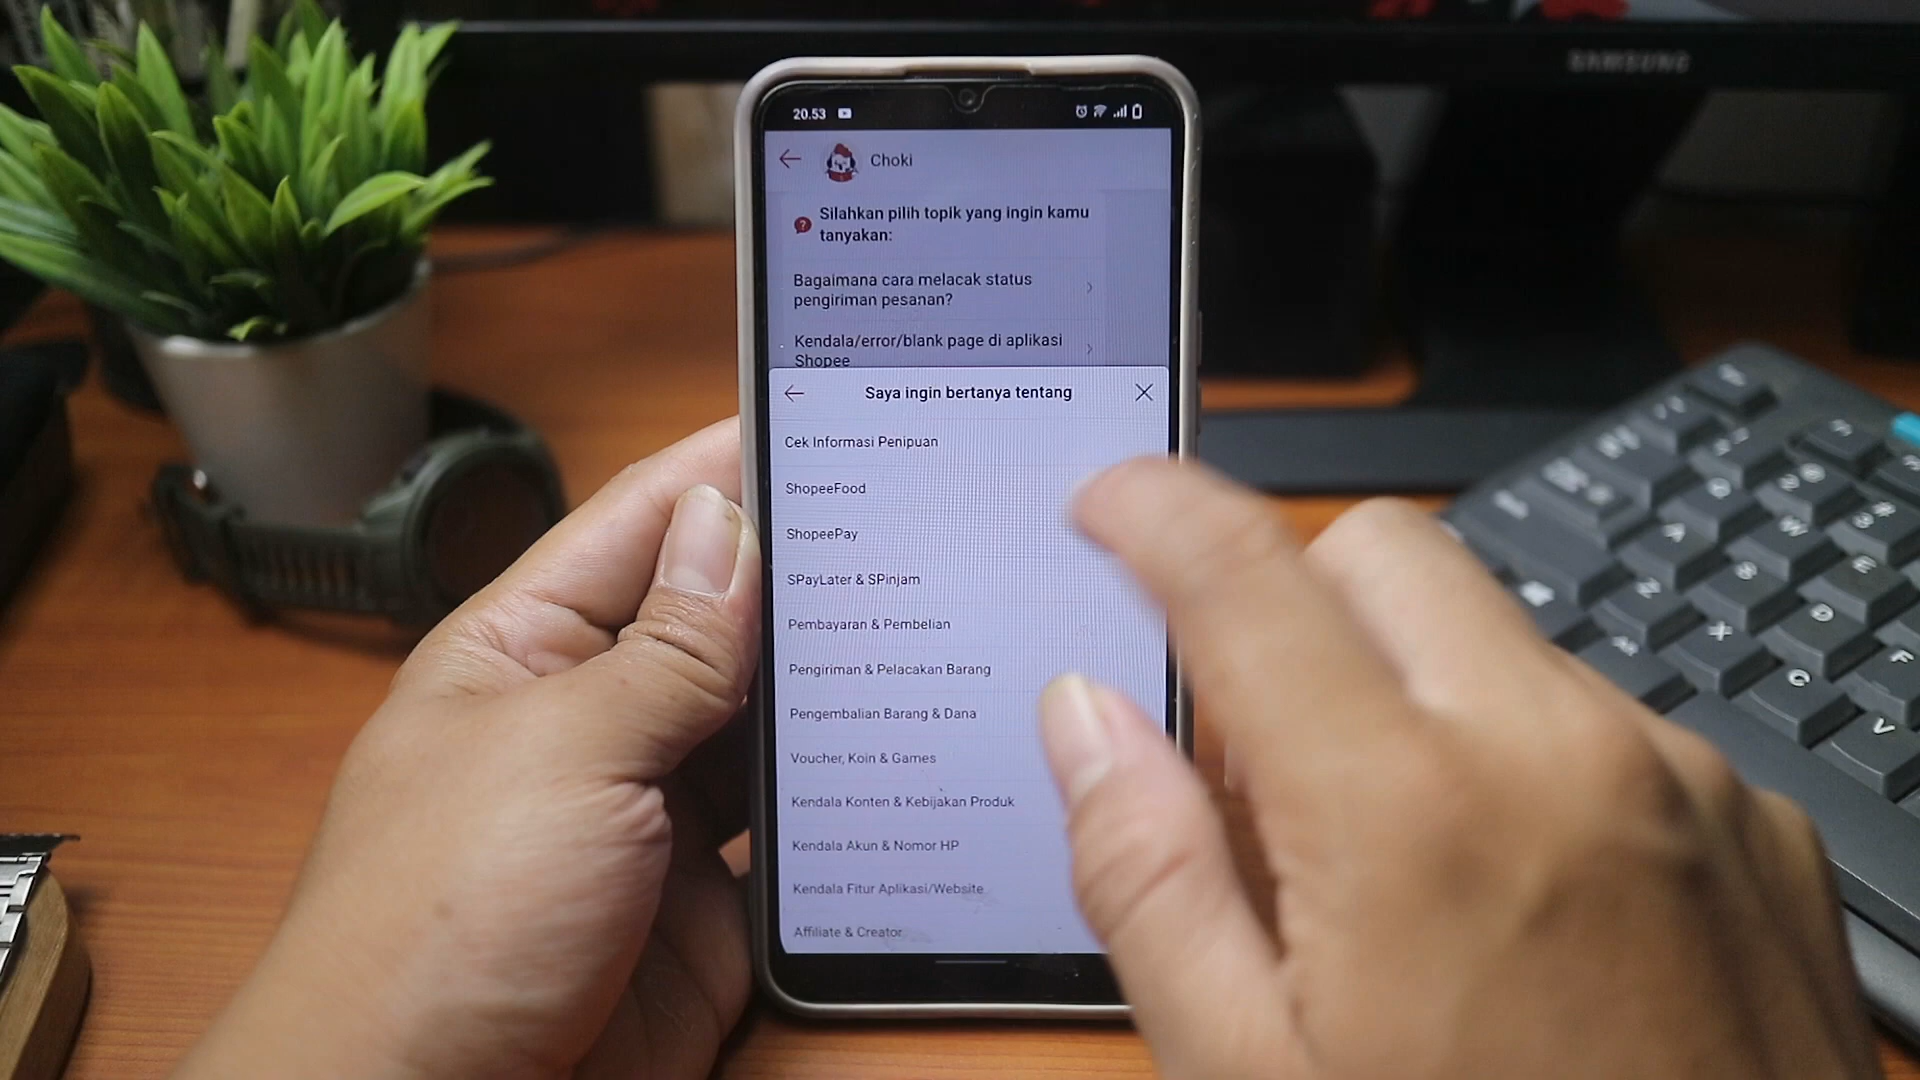 SAMSUNG
20.53
Choki
Silahkan pilih topik yang ingin kamu
tanyakan:
Bagaimana cara melacak status
pengiriman pesanan?
Kendala/error/blank page di aplikasi
Shopee
Saya ingin bertanya tentang
Cek Informasi Penipuan
ShopeeFood
ShopeePay
SPayLater & SPinjam
Pembayaran & Pembelian
Pengiriman & Pelacakan Barang
Pengembalian Barang & Dana
Voucher, Koin & Games
Kendala Konten & Kebijakan Produk
Kendala Akun & Nomor HP
Kendala Fitur Aplikasi/Website
Affiliate & Creator
Q
A
W
Z
S
E
X
D
C
F
V